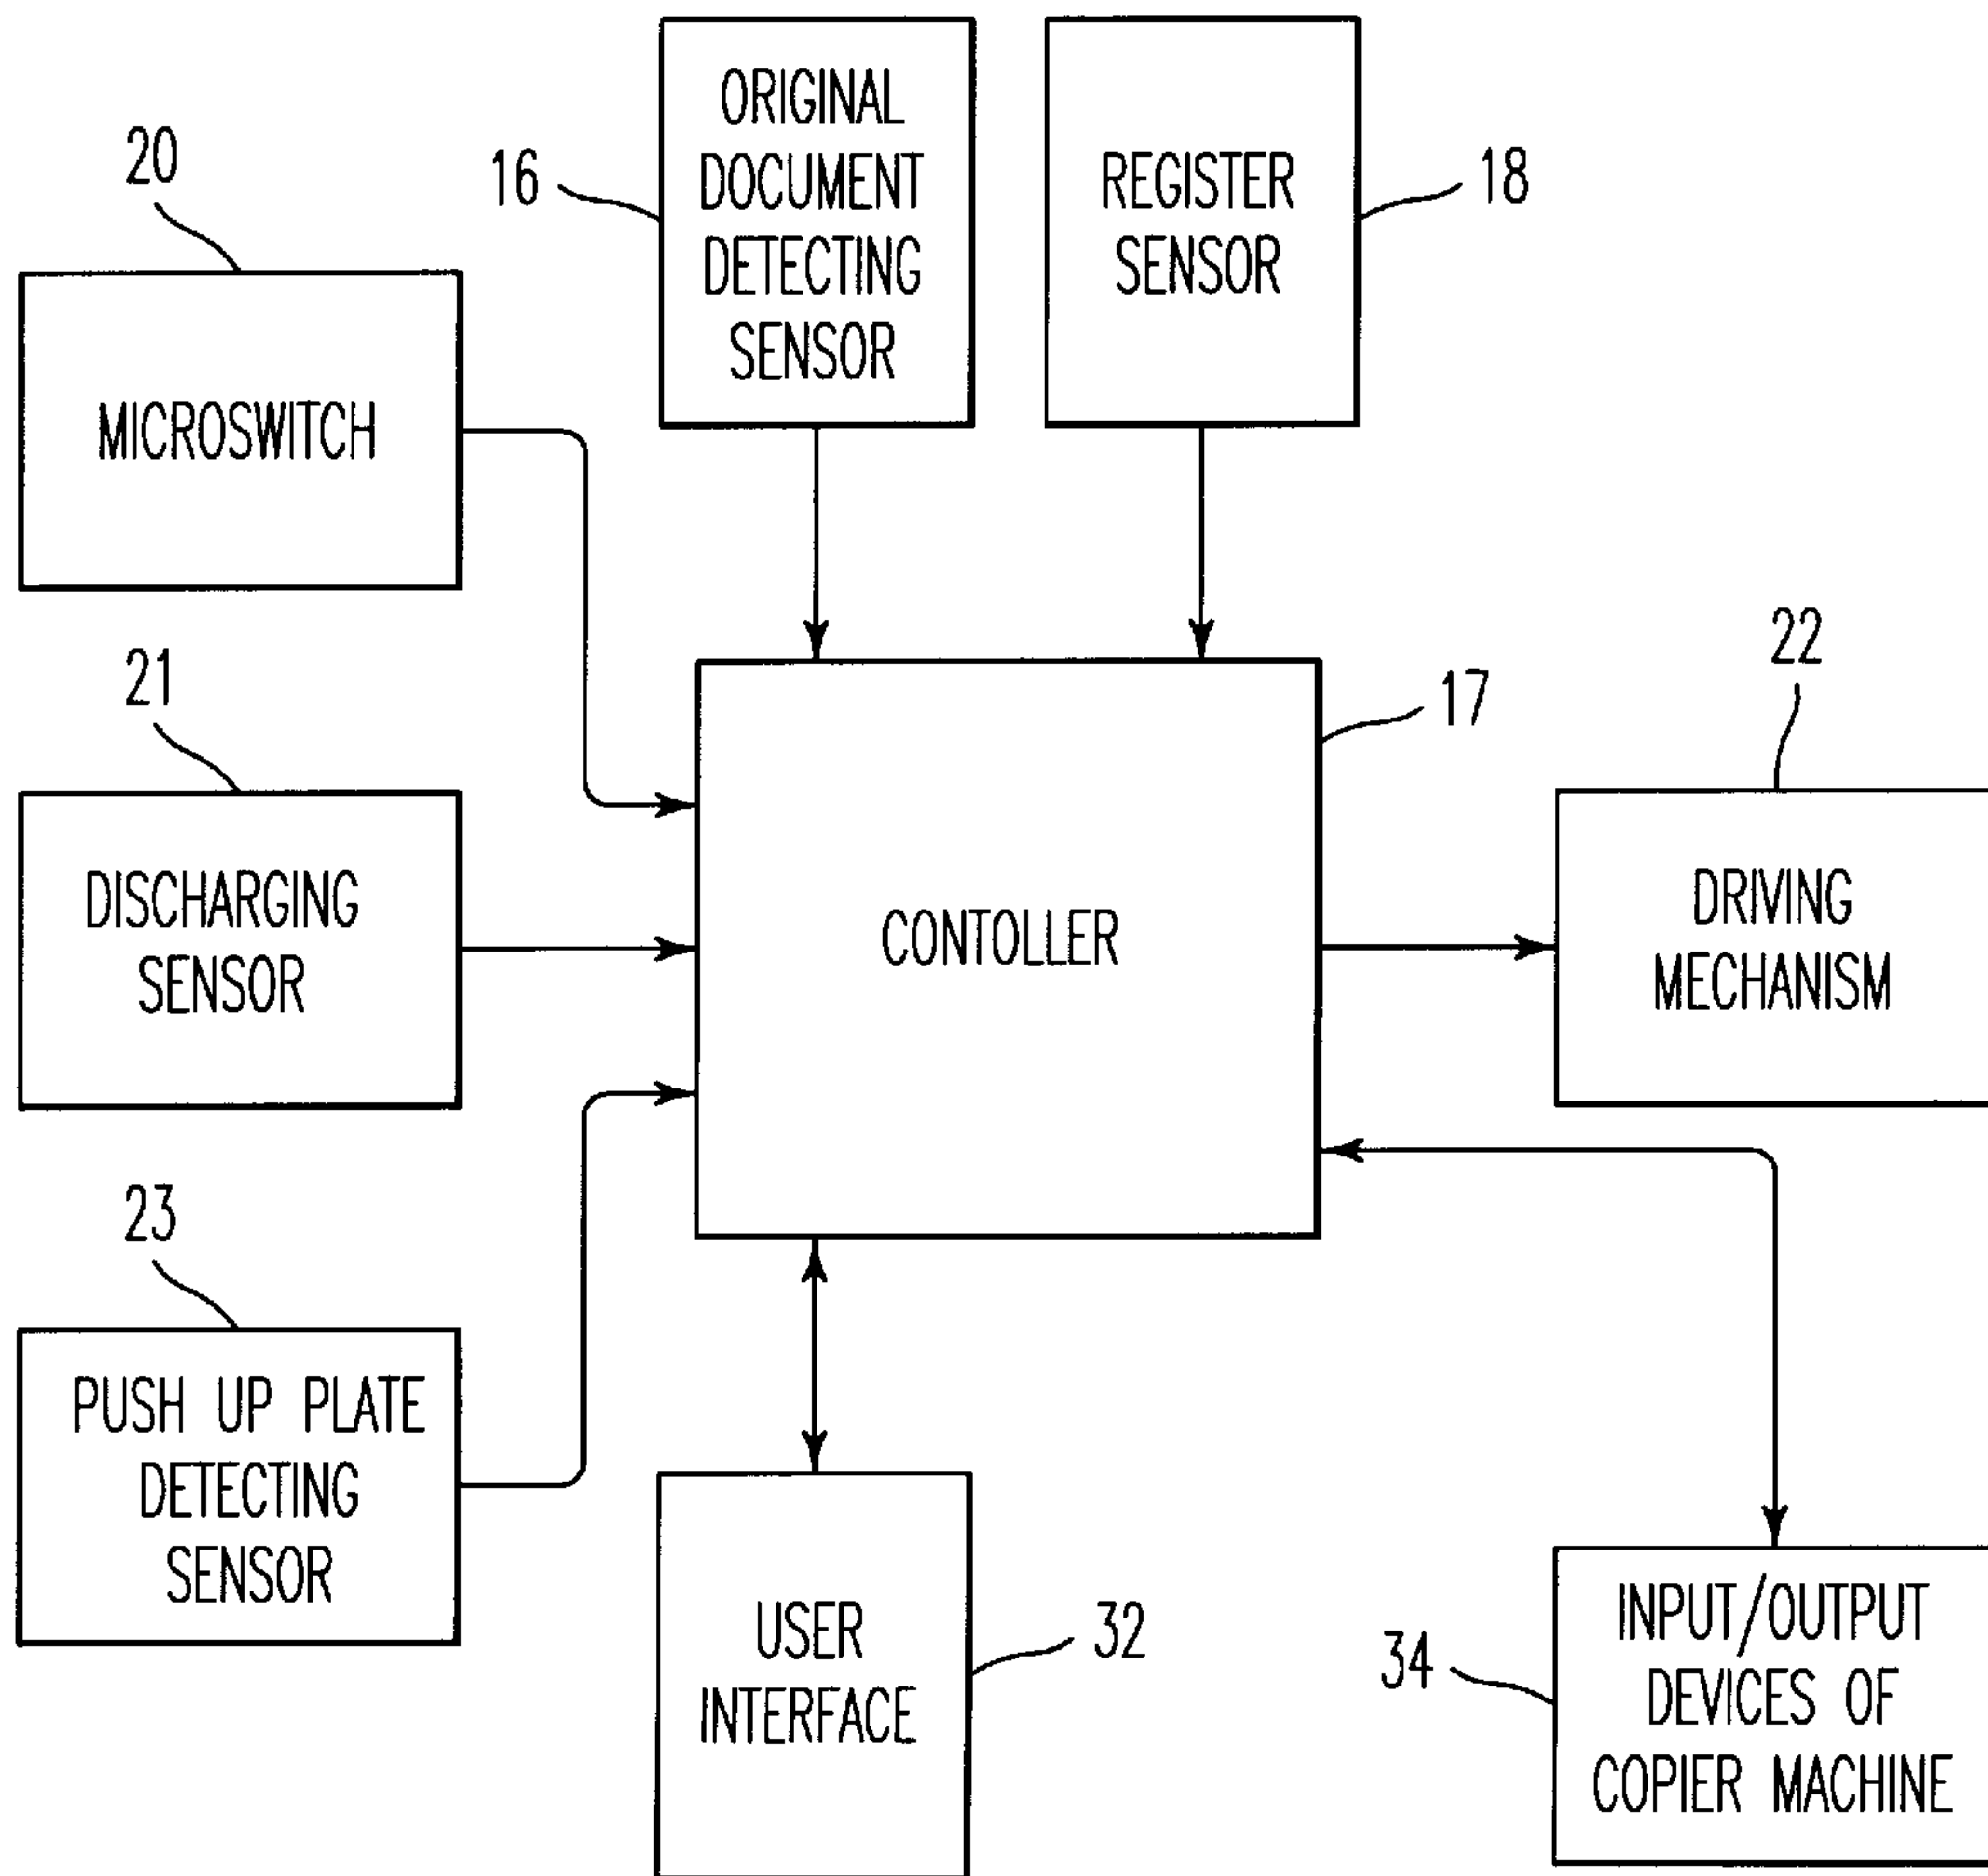 20
MICROSWITCH
16
ORIGINAL
DOCUMENT
DETECTING
SENSOR
REGISTER
SENSOR
18
21
DISCHARGING
SENSOR
CONTOLLER
17
22
DRIVING
MECHANISM
23
PUSH UP PLATE
DETECTING
SENSOR
USER
INTERFACE
32
34
INPUT/OUTPUT
DEVICES OF
COPIER MACHINE